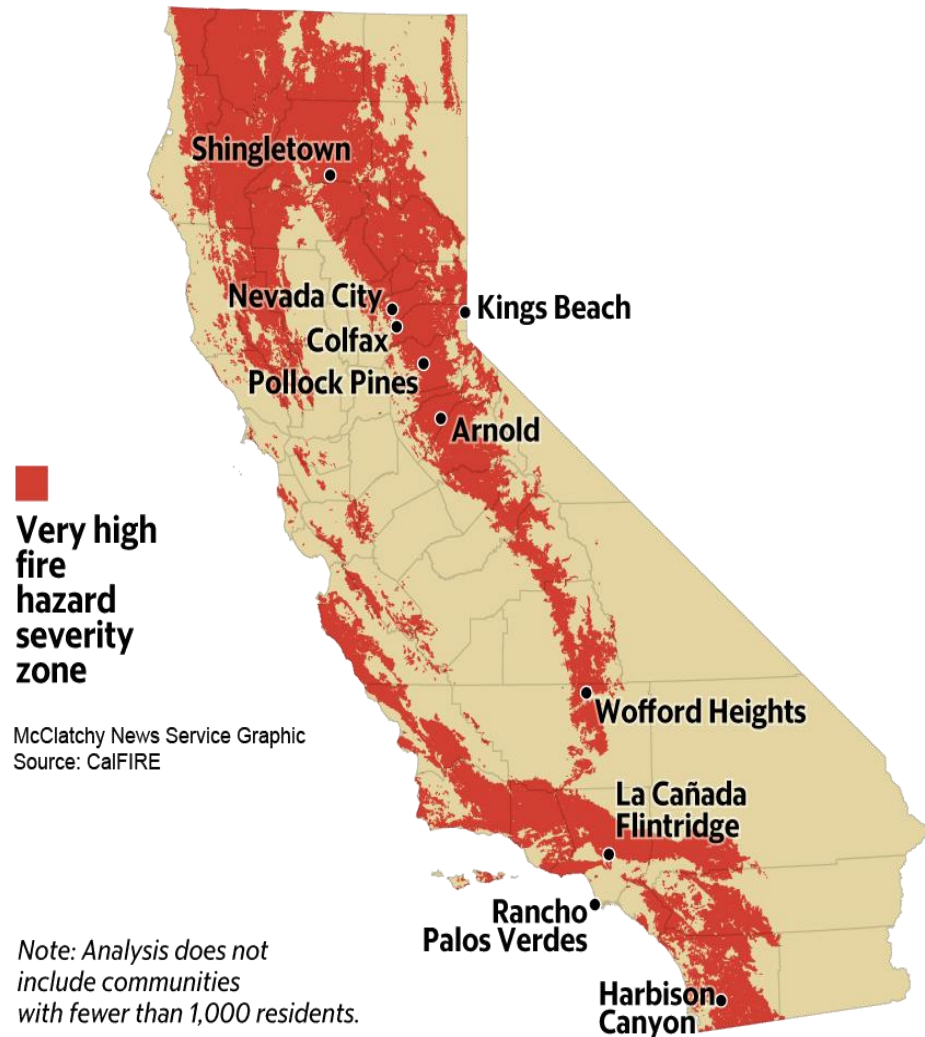 Shingletown
Nevada City
Kings Beach
Colfax
Pollock Pines
Arnold
Very high
fire
hazard
severity
zone
Wofford Heights
McClatchy News Service Graphic
Source: CalFIRE
La Cañada
Flintridge
Rancho
Palos Verdes
Note: Analysis does not
include communities
with fewer than 1,000 residents.
Harbison
Canyon